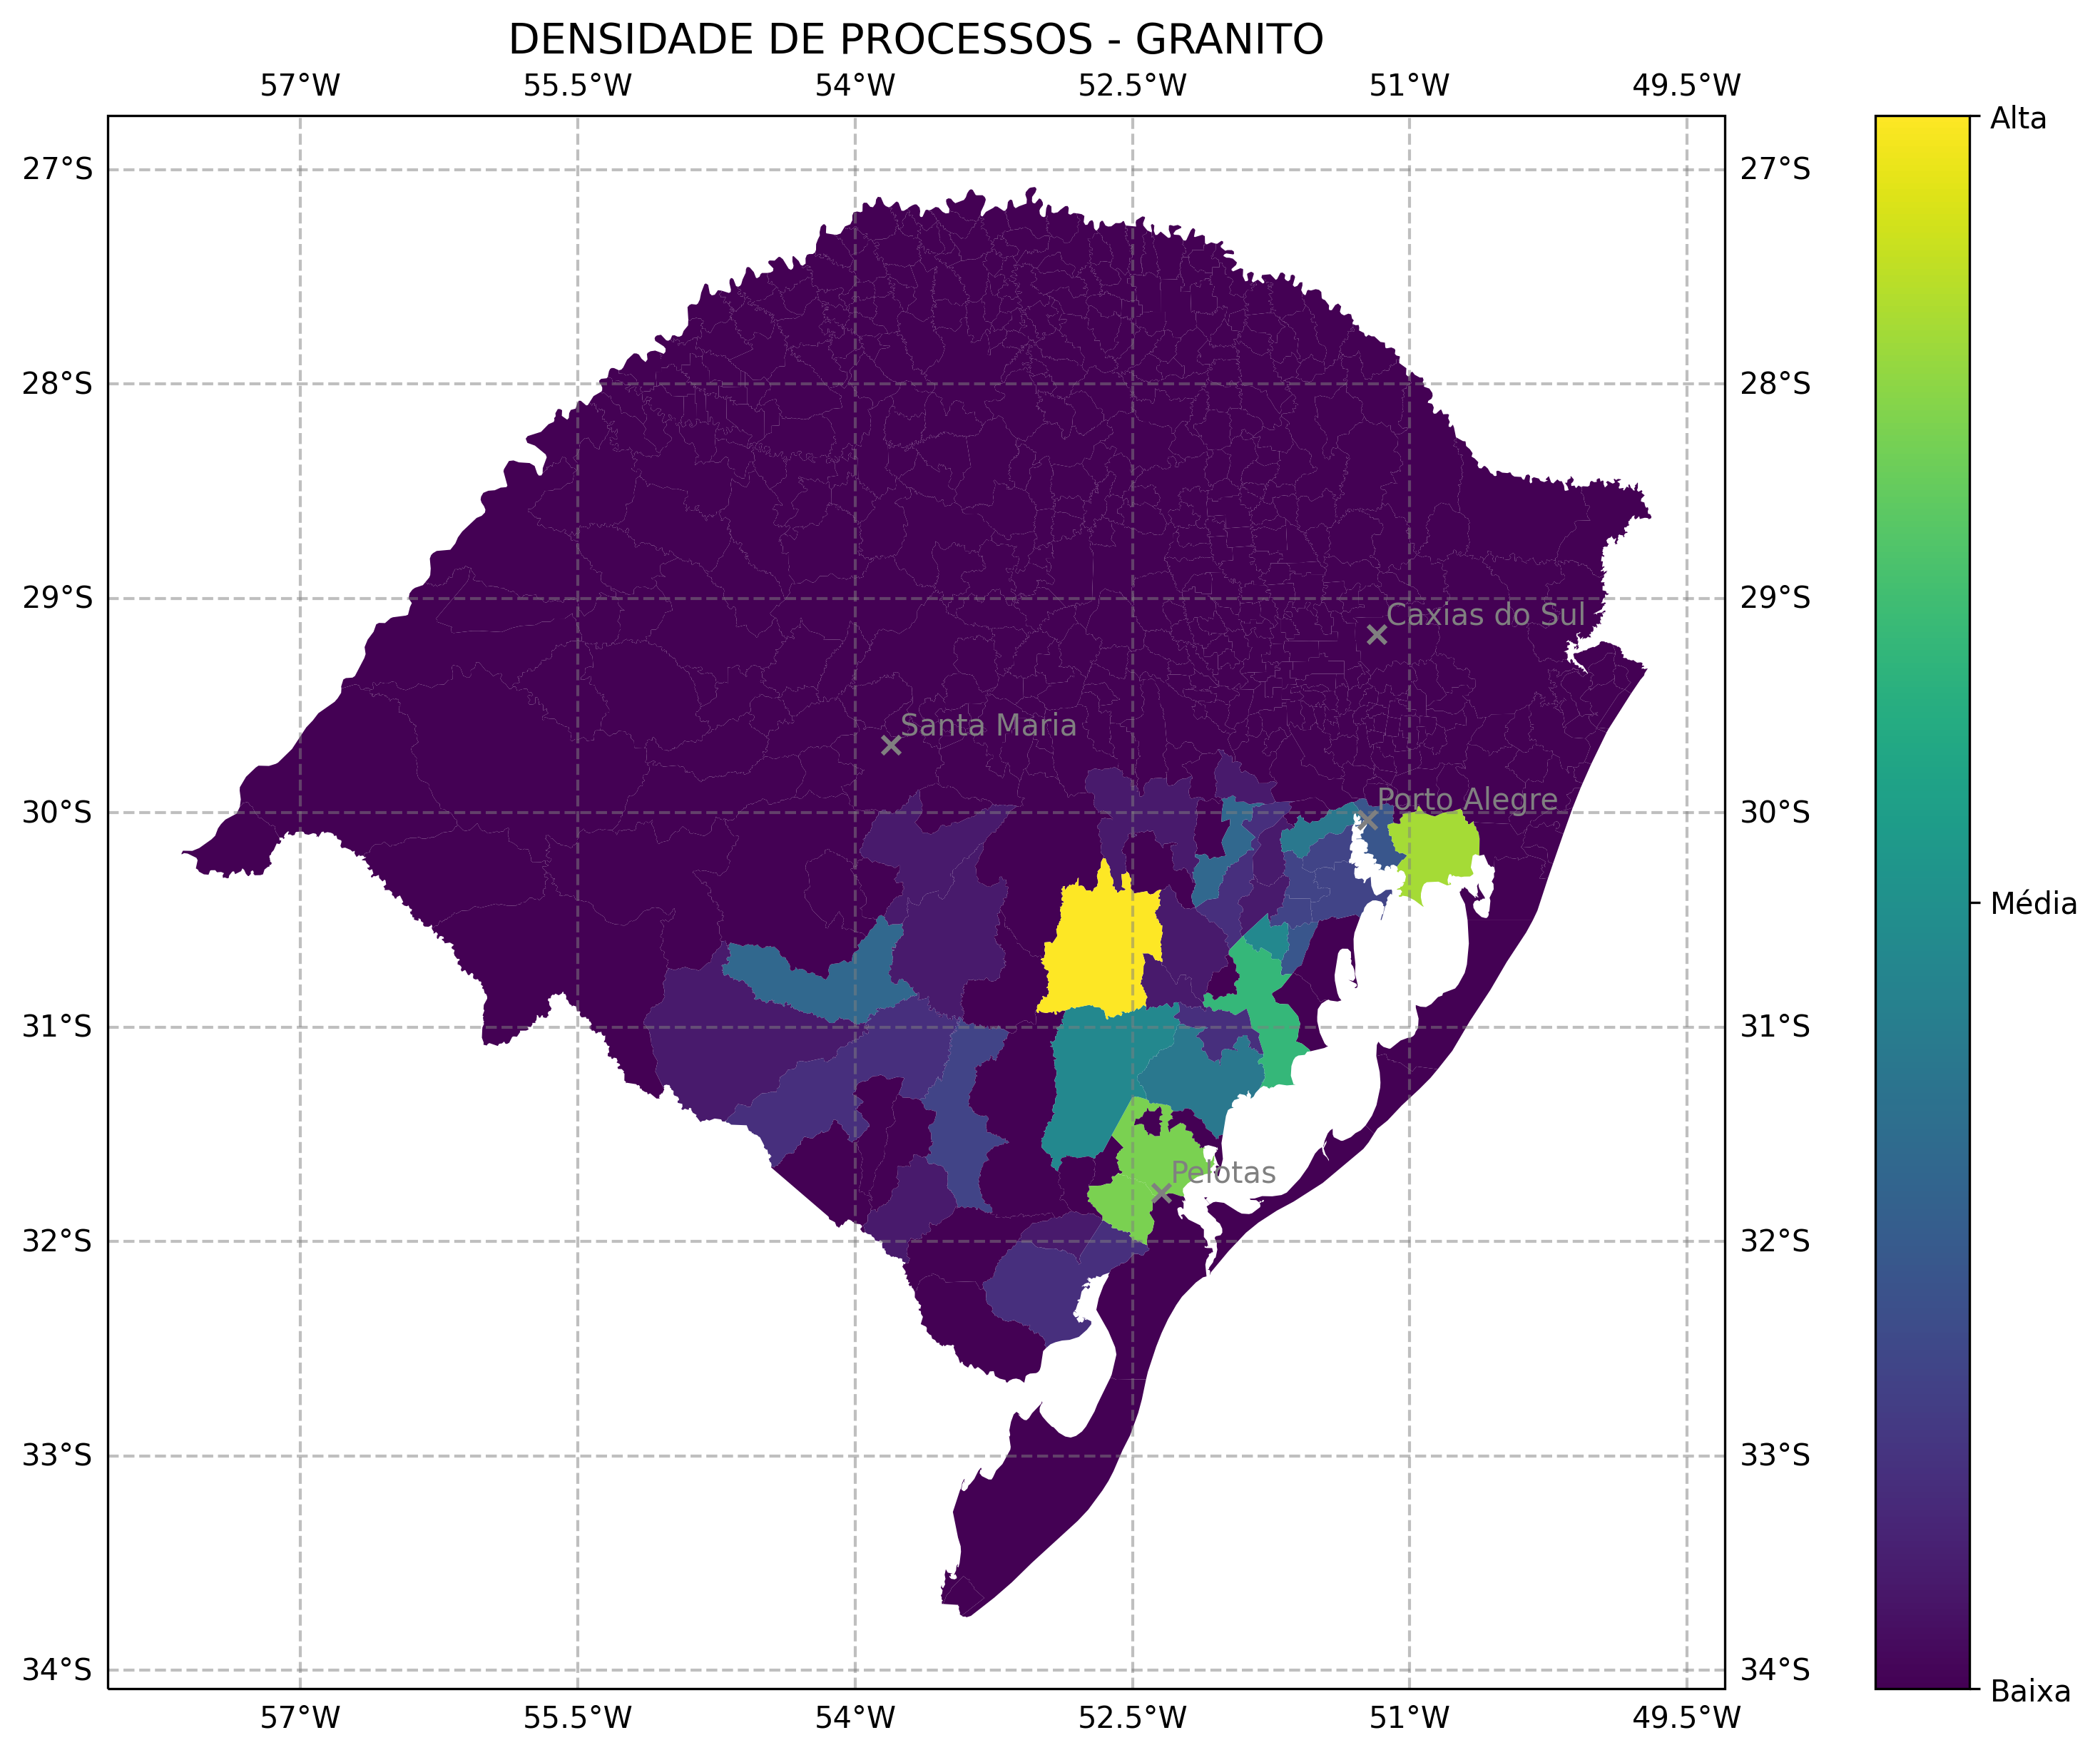 DENSIDADE DE PROCESSOS - GRANITO
57°W 55.5°W 54°W 52.5°W 51°W 49.5°W
Alta
27°S 27°S
28°S 28°S
29°S 29°S
Caxias do Sul
Santa Maria
Porto Alegre
30°S 30°S
Média
31°S 31°S
Pelotas
32°S 32°S
33°S 33°S
34°S 34°S
Baixa
57°W 55.5°W 54°W 52.5°W 51°W 49.5°W